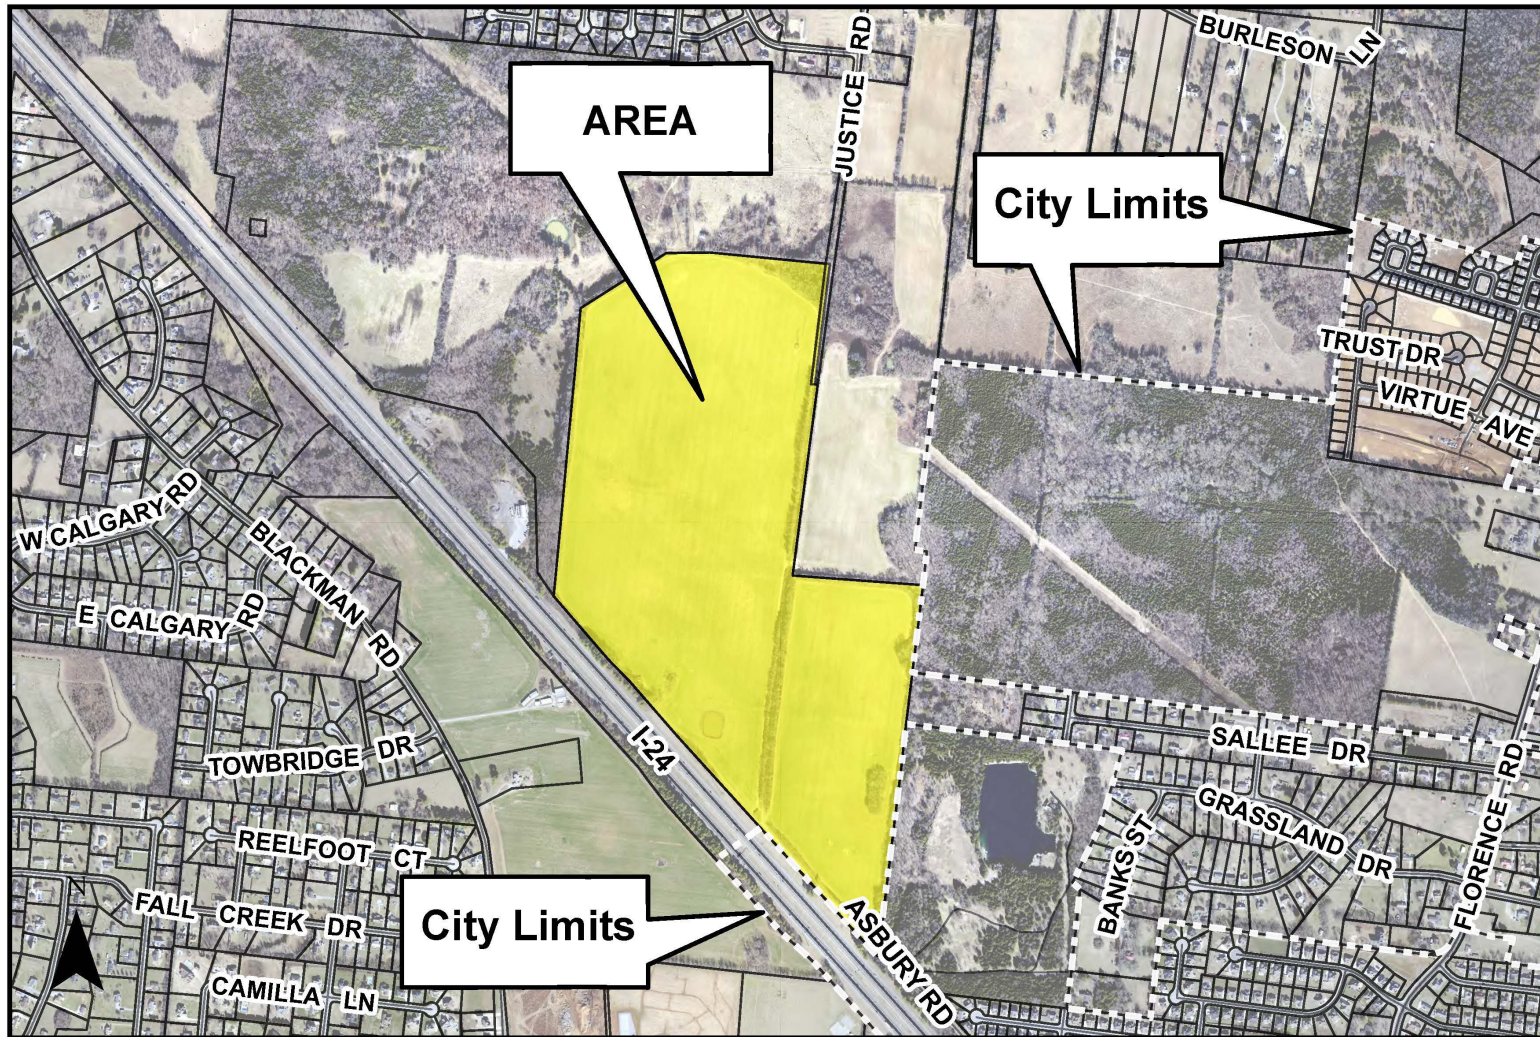 BURLESON LN
JUSTICE RD
AREA
City Limits
TRUST DR
VIRTUE AVE
W CALGARY RD
BLACKMAN RD
E CALGARY RD
I-24
SALLEE DR
TOWBRIDGE DR
GRASSLAND DR
REELFOOT CT
BANKS ST
FLORENCE RD
N
FALL CREEK DR
City Limits
ASBURY RD
CAMILLA LN